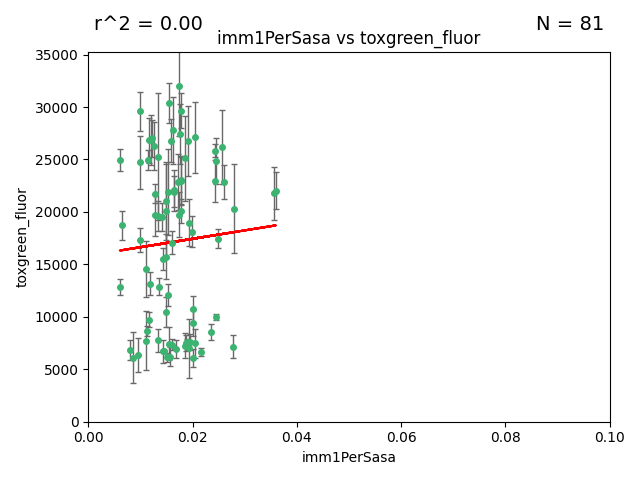 r^2 = 0.00
N = 81
imm1PerSasa vs toxgreen_fluor
35000
30000
25000
20000
15000
10000
5000
0
toxgreen_fluor
0.00
0.02
0.04
0.06
0.08
0.10
imm1PerSasa